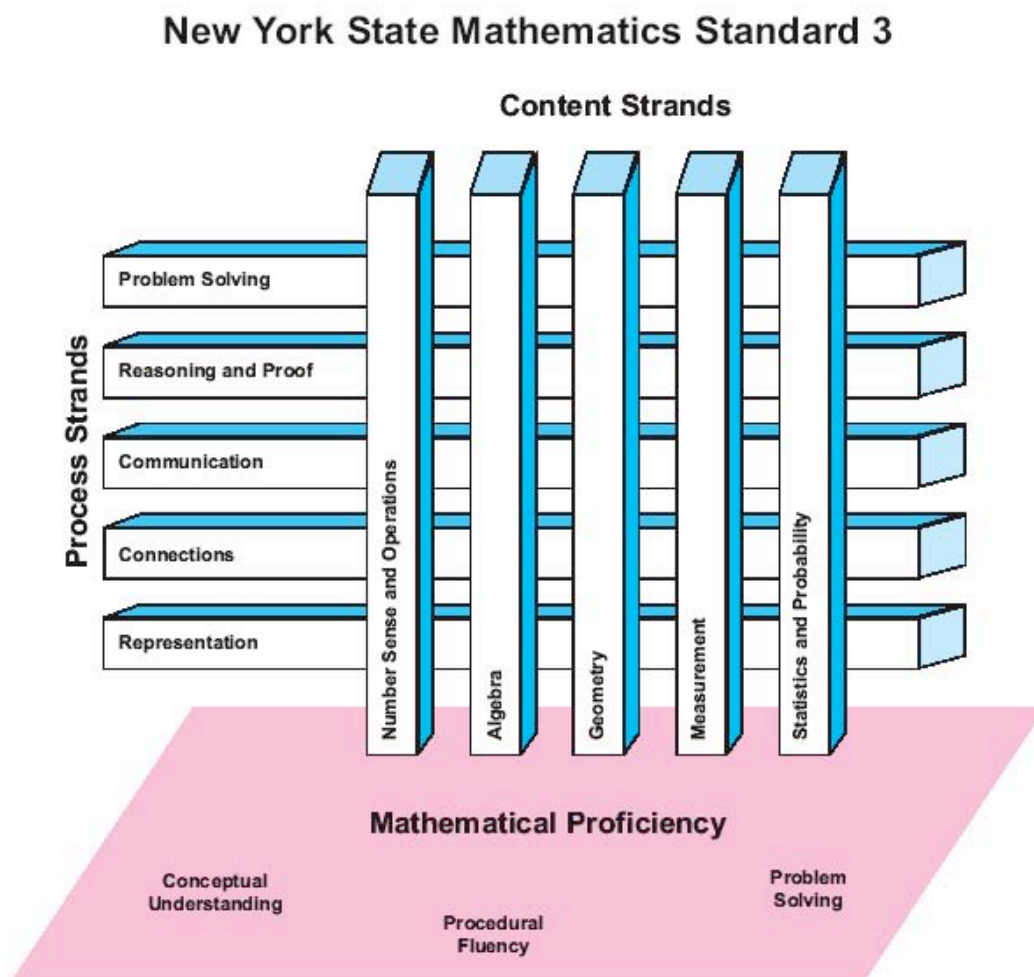 New York State Mathematics Standard 3
Content Strands
Process Strands
Problem Solving
Reasoning and Proof
Communication
Connections
Representation
Number Sense and Operations
Algebra
Geometry
Measurement
Statistics and Probability
Mathematical Proficiency
Conceptual
Understanding
Procedural
Fluency
Problem
Solving